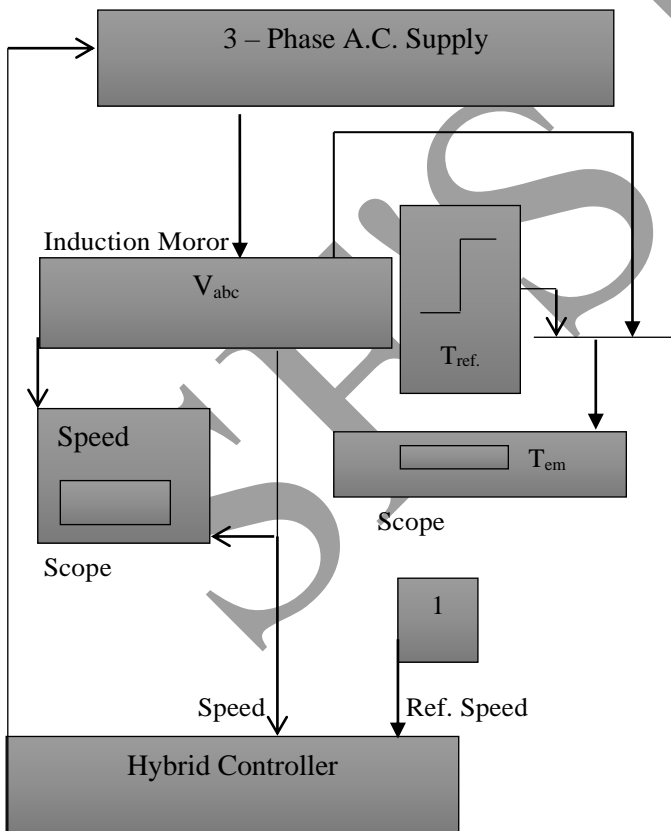 3 – Phase A.C. Supply
Induction Moror
Vabc
Tref.
Speed
Tem
Scope
Scope
1
Speed
Ref. Speed
Hybrid Controller